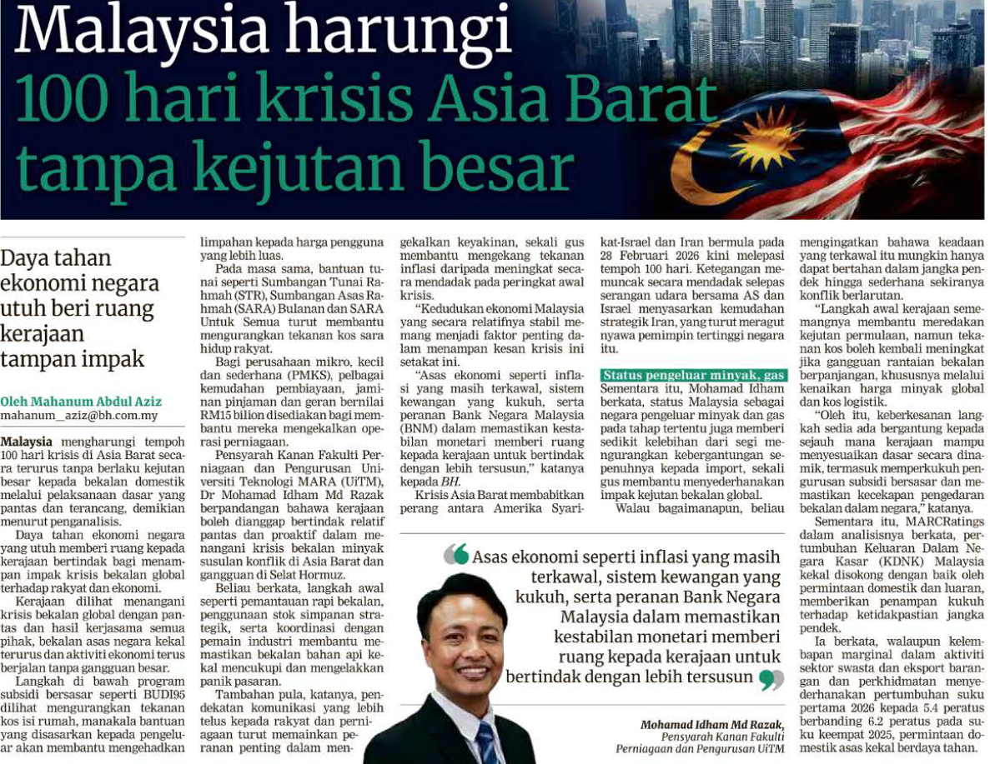 Malaysia harungi
100 hari krisis Asia Barat
tanpa kejutan besar
Daya tahan
ekonomi negara
utuh beri ruang
kerajaan
tampan impak
Oleh Mahanum Abdul Aziz
mahanum_aziz@bh.com.my
Malaysia mengharungi tempoh
100 hari krisis di Asia Barat seca-
ra terurus tanpa berlaku kejutan
besar kepada bekalan domestik
melalui pelaksanaan dasar yang
pantas dan terancang, demikian
menurut penganalisis.
Daya tahan ekonomi negara
yang utuh memberi ruang kepada
kerajaan bertindak bagi menam-
pan impak krisis bekalan global
terhadap rakyat dan ekonomi.
Kerajaan dilihat menangani
krisis bekalan global dengan pan-
tas dan hasil kerjasama semua
pihak, bekalan asas negara kekal
terurus dan aktiviti ekonomi terus
berjalan tanpa gangguan besar.
Langkah di bawah program
subsidi bersasar seperti BUDI95
dilihat mengurangkan tekanan
kos isi rumah, manakala bantuan
yang disasarkan kepada pengelu-
ar akan membantu mengehadkan
limpahan kepada harga pengguna
yang lebih luas.
Pada masa sama, bantuan tu-
nai seperti Sumbangan Tunai Ra-
hmah (STR), Sumbangan Asas Ra-
hmah (SARA) Bulanan dan SARA
Untuk Semua turut membantu
mengurangkan tekanan kos sara
hidup rakyat.
Bagi perusahaan mikro, kecil
dan sederhana (PMKS), pelbagai
kemudahan pembiayaan, jami-
nan pinjaman dan geran bernilai
RM15 bilion disediakan bagi mem-
bantu mereka mengekalkan ope-
rasi perniagaan.
Pensyarah Kanan Fakulti Per-
niagaan dan Pengurusan Uni-
versiti Teknologi MARA (UiTM),
Dr Mohamad Idham Md Razak
berpandangan bahawa kerajaan
boleh dianggap bertindak relatif
pantas dan proaktif dalam me-
nangani krisis bekalan minyak
susulan konflik di Asia Barat dan
gangguan di Selat Hormuz.
Beliau berkata, langkah awal
seperti pemantauan rapi bekalan,
penggunaan stok simpanan stra-
tegik, serta koordinasi dengan
pemain industri membantu me-
mastikan bekalan bahan api ke-
kal mencukupi dan mengelakkan
panik pasaran.
Tambahan pula, katanya, pen-
dekatan komunikasi yang lebih
telus kepada rakyat dan perni-
agaan turut memainkan pe-
ranan penting dalam men-
gekalkan keyakinan, sekali gus
membantu mengekang tekanan
inflasi daripada meningkat seca-
ra mendadak pada peringkat awal
krisis.
"Kedudukan ekonomi Malaysia
yang secara relatifnya stabil me-
mang menjadi faktor penting da-
lam menampan kesan krisis ini
setakat ini.
"Asas ekonomi seperti infla-
si yang masih terkawal, sistem
kewangan yang kukuh, serta
peranan Bank Negara Malaysia
(BNM) dalam memastikan kesta-
bilan monetari memberi ruang
kepada kerajaan untuk bertindak
dengan lebih tersusun," katanya
kepada BH.
Krisis Asia Barat membabitkan
perang antara Amerika Syari-
kat-Israel dan Iran bermula pada
28 Februari 2026 kini melepasi
tempoh 100 hari. Ketegangan me-
muncak secara mendadak selepas
serangan udara bersama AS dan
Israel menyasarkan kemudahan
strategik Iran, yang turut meragut
nyawa pemimpin tertinggi negara
itu.
Status pengeluar minyak, gas
Sementara itu, Mohamad Idham
berkata, status Malaysia sebagai
negara pengeluar minyak dan gas
pada tahap tertentu juga memberi
sedikit kelebihan dari segi me-
ngurangkan kebergantungan se-
penuhnya kepada import, sekali
gus membantu menyederhanakan
impak kejutan bekalan global.
Walau bagaimanapun, beliau
mengingatkan bahawa keadaan
yang terkawal itu mungkin hanya
dapat bertahan dalam jangka pen-
dek hingga sederhana sekiranya
konflik berlarutan.
"Langkah awal kerajaan seme-
mangnya membantu meredakan
kejutan permulaan, namun teka-
nan kos boleh kembali meningkat
jika gangguan rantaian bekalan
berpanjangan, khususnya melalui
kenaikan harga minyak global
dan kos logistik.
"Oleh itu, keberkesanan lang-
kah sedia ada bergantung kepada
sejauh mana kerajaan mampu
menyesuaikan dasar secara dina-
mik, termasuk memperkukuh pe-
ngurusan subsidi bersasar dan me-
mastikan kecekapan pengedaran
bekalan dalam negara," katanya.
Sementara itu, MARCRatings
dalam analisisnya berkata, per-
tumbuhan Keluaran Dalam Ne-
gara Kasar (KDNK) Malaysia
kekal disokong dengan baik oleh
permintaan domestik dan luaran,
memberikan penampan kukuh
terhadap ketidakpastian jangka
pendek.
Ia berkata, walaupun kelem-
bapan marginal dalam aktiviti
sektor swasta dan eksport baran-
gan dan perkhidmatan menye-
derhanakan pertumbuhan suku
pertama 2026 kepada 5.4 peratus
berbanding 6.2 peratus pada su-
ku keempat 2025, permintaan do-
mestik asas kekal berdaya tahan.
"Asas ekonomi seperti inflasi yang masih
terkawal, sistem kewangan yang
kukuh, serta peranan Bank Negara
Malaysia dalam memastikan
kestabilan monetari memberi
ruang kepada kerajaan untuk
bertindak dengan lebih tersusun"
Mohamad Idham Md Razak,
Pensyarah Kanan Fakulti
Perniagaan dan Pengurusan UiTM